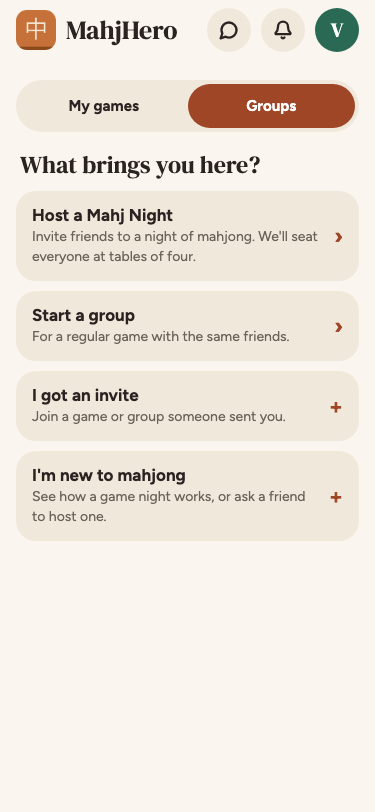 中 MahjHero V
My games Groups
What brings you here?
Host a Mahj Night
Invite friends to a night of mahjong. We'll seat
everyone at tables of four.
Start a group
For a regular game with the same friends.
I got an invite
Join a game or group someone sent you.
I'm new to mahjong
See how a game night works, or ask a friend
to host one.